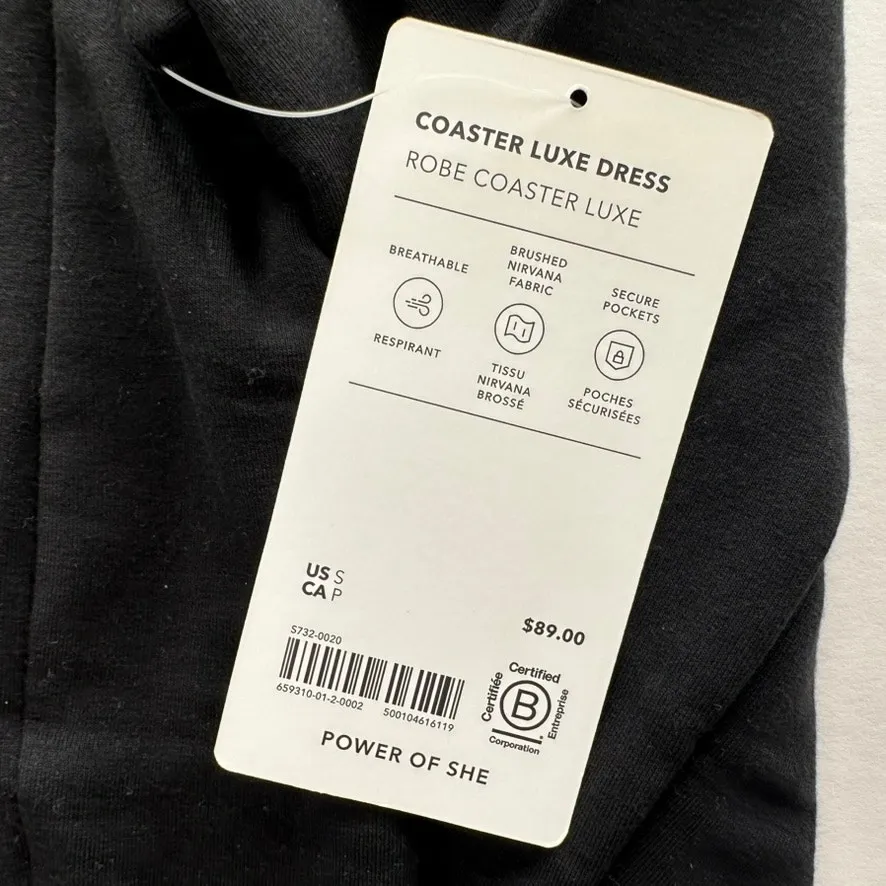 COASTER LUXE DRESS
ROBE COASTER LUXE
BREATHABLE
RESPIRANT
BRUSHED
NIRVANA
FABRIC
TISSU
NIRVANA
BROSSÉ
SECURE
POCKETS
POCHES
SÉCURISÉES
US S
CA P
$89.00
S732-0020
659310-01-2-0002 500104616119
Certified
Certifiée
B
Entreprise
Corporation
POWER OF SHE